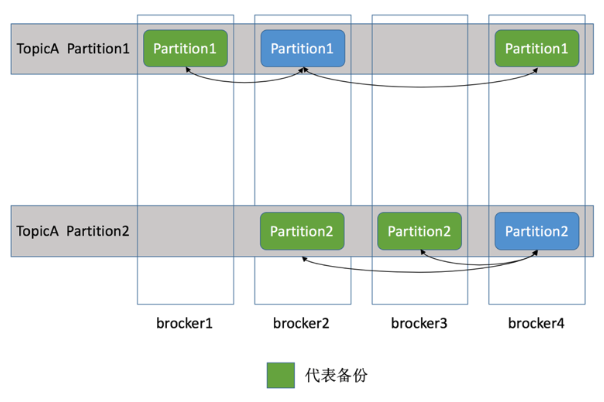 TopicA Partition1 Partition1 Partition1 Partition1
TopicA Partition2 Partition2 Partition2 Partition2
brocker1 brocker2 brocker3 brocker4
代表备份